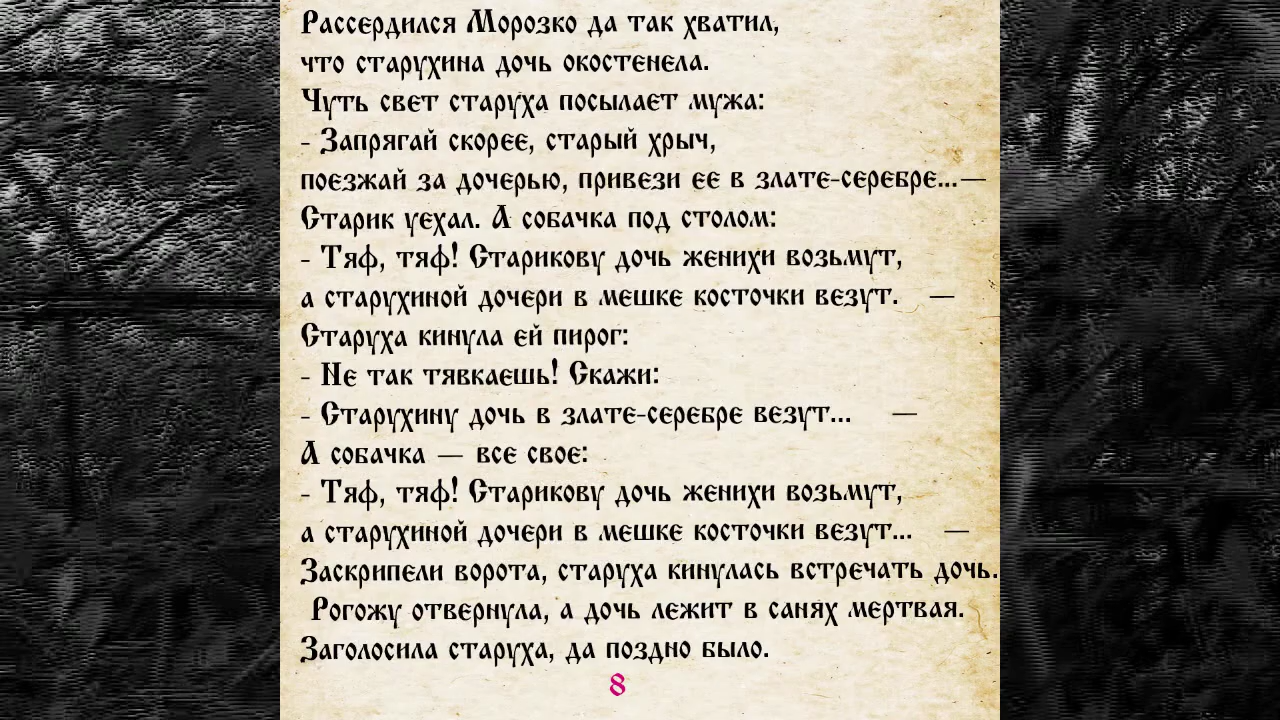 Рассердился Морозко да так хватил,
что старухина дочь окостенела.
Чуть свет старуха посылает мужа:
- Запрягай скорее, старый хрыч,
поезжай за дочерью, привези ее в злате-серебре...—
Старик уехал. А собачка под столом:
- Тяф, тяф! Старикову дочь женихи возьмут,
а старухиной дочери в мешке косточки везут. —
Старуха кинула ей пирог:
- Не так тявкаешь! Скажи:
- Старухину дочь в злате-серебре везут... —
А собачка — все свое:
- Тяф, тяф! Старикову дочь женихи возьмут,
а старухиной дочери в мешке косточки везут... —
Заскрипели ворота, старуха кинулась встречать дочь.
Рогожу отвернула, а дочь лежит в санях мертвая.
Заголосила старуха, да поздно было.
8